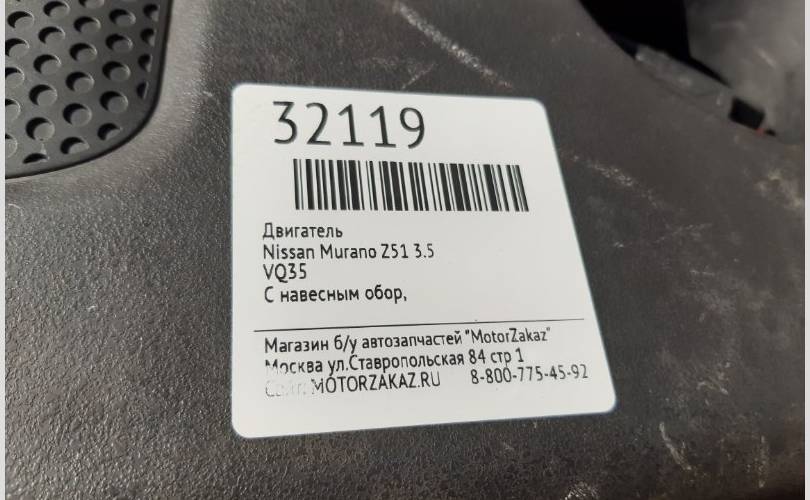 32119
Двигатель
Nissan Murano Z51 3.5
VQ35
С навесным обор,
Магазин б/у автозапчастей "MotorZakaz"
Москва ул.Ставропольская 84 стр 1
Сайт: MOTORZAKAZ.RU 8-800-775-45-92